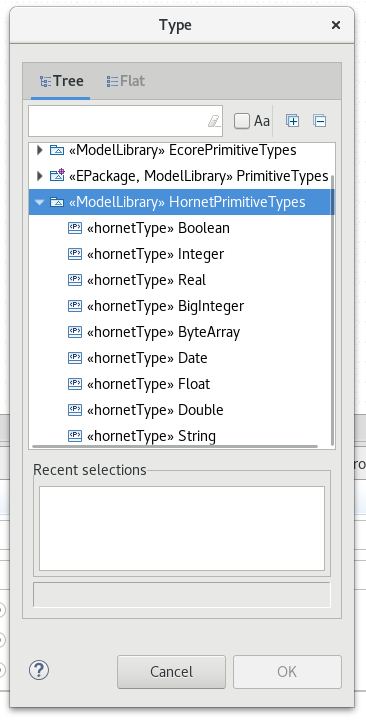 Type
Tree Flat
Aa
«ModelLibrary» EcorePrimitiveTypes
«EPackage, ModelLibrary» PrimitiveTypes
«ModelLibrary» HornetPrimitiveTypes
«hornetType» Boolean
«hornetType» Integer
«hornetType» Real
«hornetType» BigInteger
«hornetType» ByteArray
«hornetType» Date
«hornetType» Float
«hornetType» Double
«hornetType» String
Recent selections
ro
Cancel OK